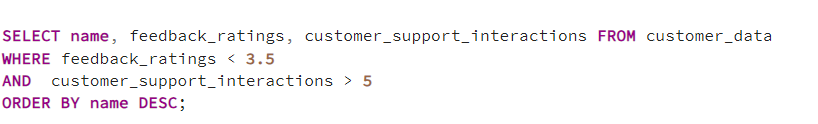 SELECT name, feedback_ratings, customer_support_interactions FROM customer_data
WHERE feedback_ratings < 3.5
AND  customer_support_interactions > 5
ORDER BY name DESC;